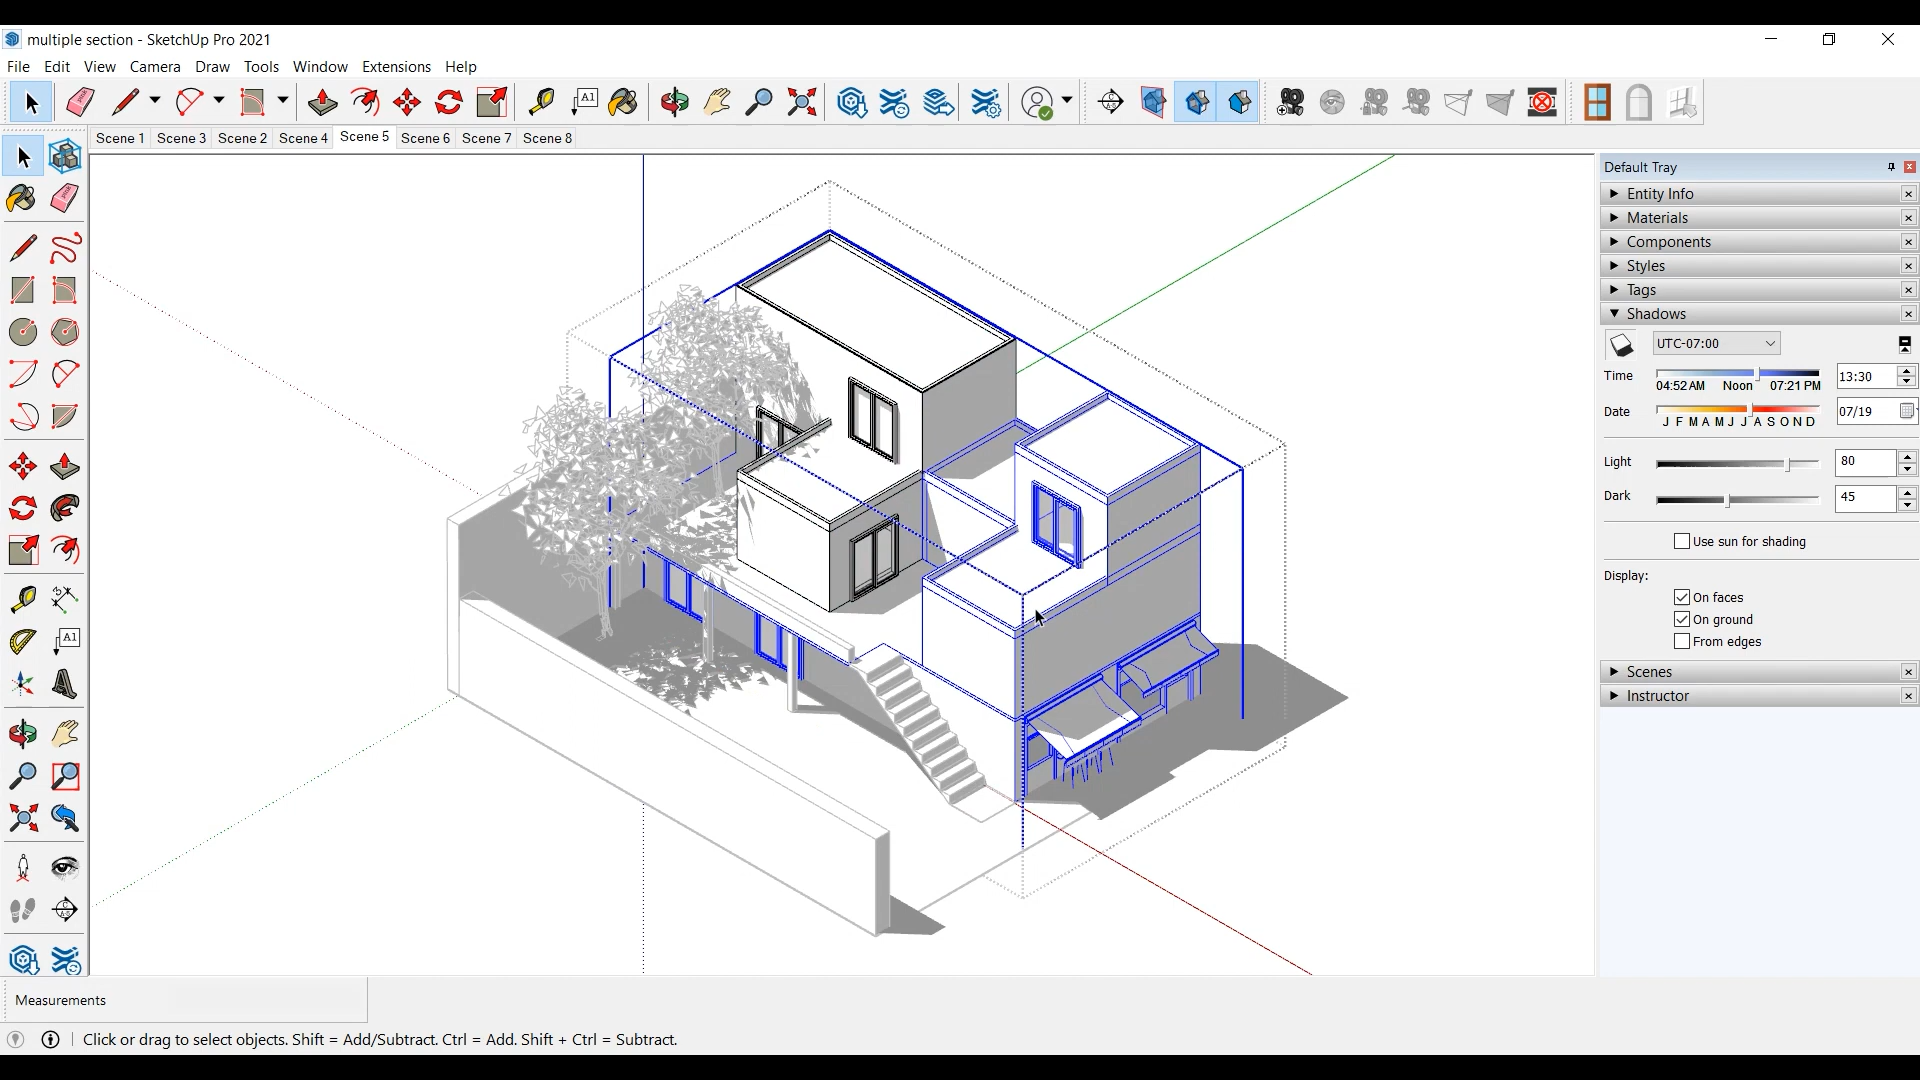 multiple section - SketchUp Pro 2021
File Edit View Camera Draw Tools Window Extensions Help
A1
Scene 1 Scene 3 Scene 2 Scene 4 Scene 5 Scene 6 Scene 7 Scene 8
Default Tray
Entity Info
Materials
Components
Styles
Tags
Shadows
UTC-07:00
Time 13:30
04:52AM Noon 07:21 PM
Date 07/19
J F M A M J J A S O N D
Light 80
Dark 45
Use sun for shading
Display:
On faces
On ground
From edges
Scenes
Instructor
A1
Measurements
Click or drag to select objects. Shift = Add/Subtract. Ctrl = Add. Shift + Ctrl = Subtract.